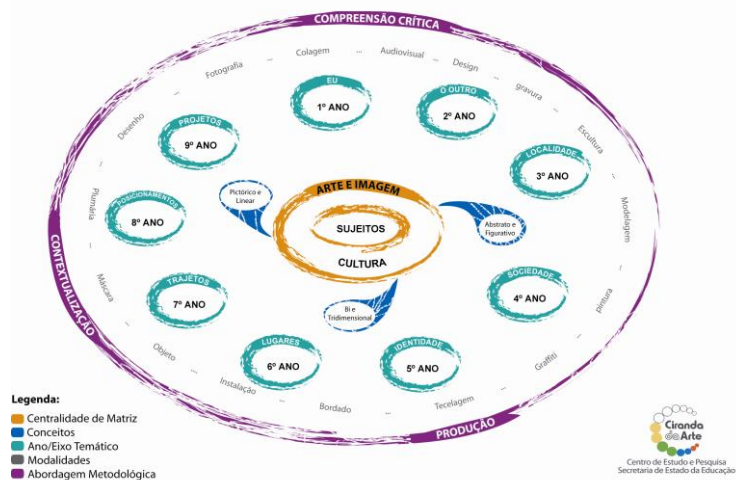 COMPREENSÃO CRÍTICA
Desenho
Fotografia
Colagem
Audiovisual
Design
gravura
Escultura
Modelagem
pintura
Graffiti
Tecelagem
Bordado
Instalação
Objeto
Máscara
Plumária
EU
1º ANO
O OUTRO
2º ANO
LOCALIDADE
3º ANO
SOCIEDADE
4º ANO
IDENTIDADE
5º ANO
LUGARES
6º ANO
TRAJETOS
7º ANO
POSICIONAMENTOS
8º ANO
PROJETOS
9º ANO
ARTE E IMAGEM
SUJEITOS
CULTURA
Pictórico e
Linear
Abstrato e
Figurativo
Bi e
Tridimensional
CONTEXTUALIZAÇÃO
PRODUÇÃO
Legenda:
Centralidade de Matriz
Conceitos
Ano/Eixo Temático
Modalidades
Abordagem Metodológica
Ciranda
da Arte
Centro de Estudo e Pesquisa
Secretaria de Estado da Educação